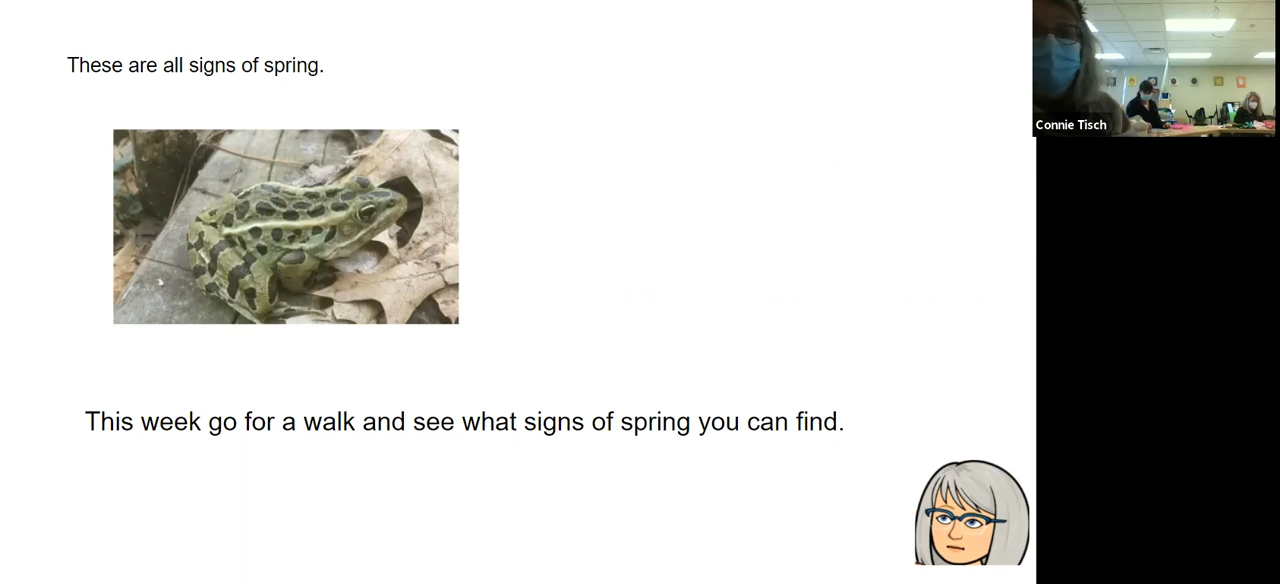 These are all signs of spring.
Connie Tisch
This week go for a walk and see what signs of spring you can find.